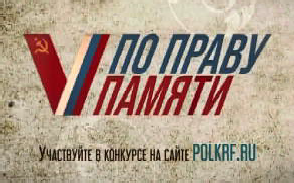 ПО ПРАВУ
ПАМЯТИ
УЧАСТВУЙТЕ В КОНКУРСЕ НА САЙТЕ POLKRF.RU